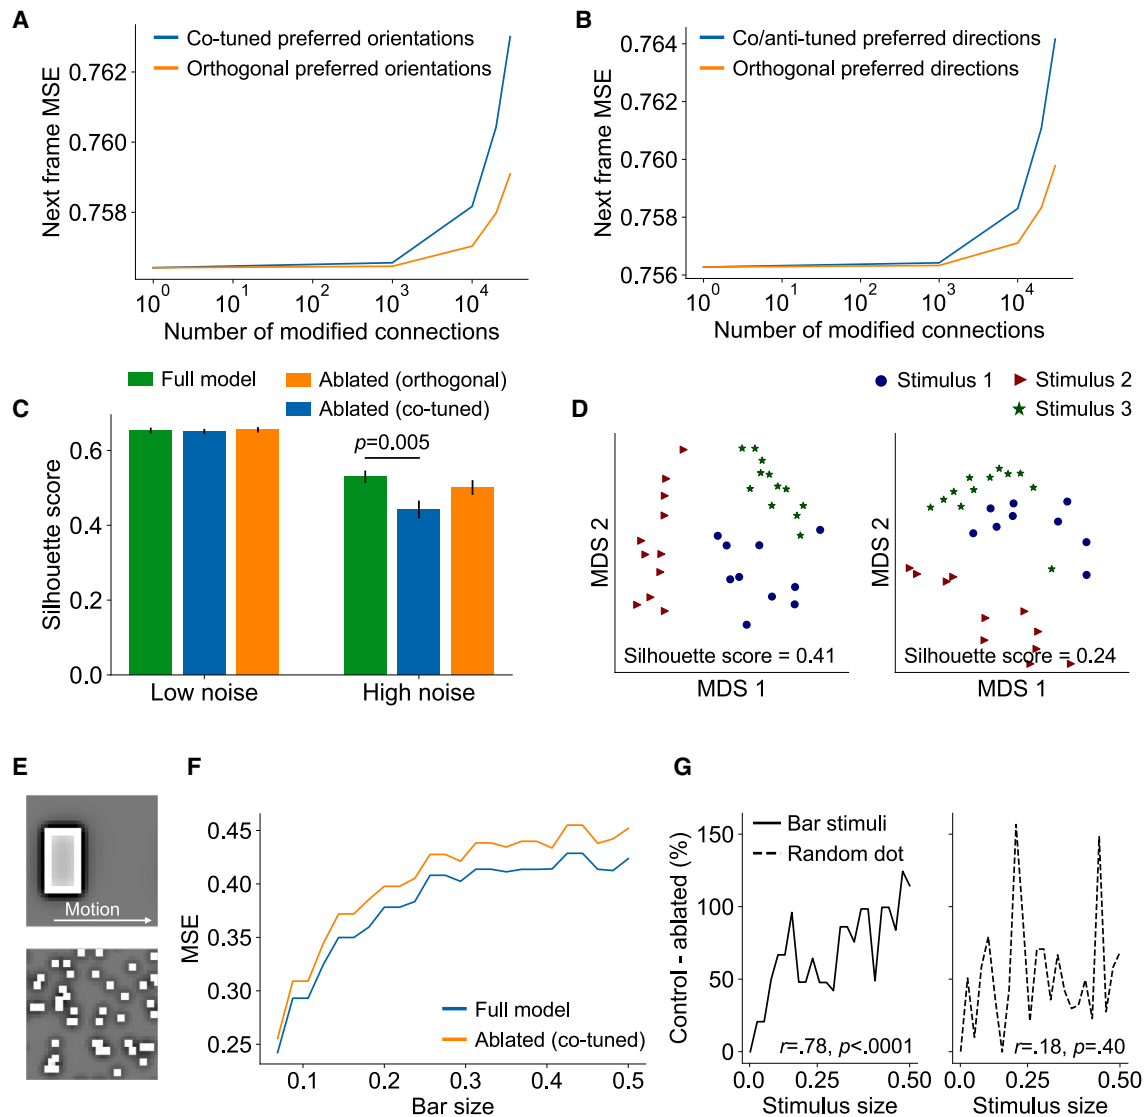 A
Co-tuned preferred orientations
Orthogonal preferred orientations
Next frame MSE
0.762
0.760
0.758
10^0 10^1 10^2 10^3 10^4
Number of modified connections
B
Co/anti-tuned preferred directions
Orthogonal preferred directions
Next frame MSE
0.764
0.762
0.760
0.758
0.756
10^0 10^1 10^2 10^3 10^4
Number of modified connections
C
Full model
Ablated (orthogonal)
Ablated (co-tuned)
Silhouette score
0.6
0.4
0.2
0.0
p=0.005
Low noise
High noise
D
Stimulus 1
Stimulus 2
Stimulus 3
MDS 2
Silhouette score = 0.41
MDS 1
MDS 2
Silhouette score = 0.24
MDS 1
E
Motion
F
MSE
0.45
0.40
0.35
0.30
0.25
Full model
Ablated (co-tuned)
0.1 0.2 0.3 0.4 0.5
Bar size
G
Control - ablated (%)
150
100
50
0
Bar stimuli
Random dot
r=.78, p<.0001
0.0 0.25 0.50
Stimulus size
r=.18, p=.40
0.0 0.25 0.50
Stimulus size